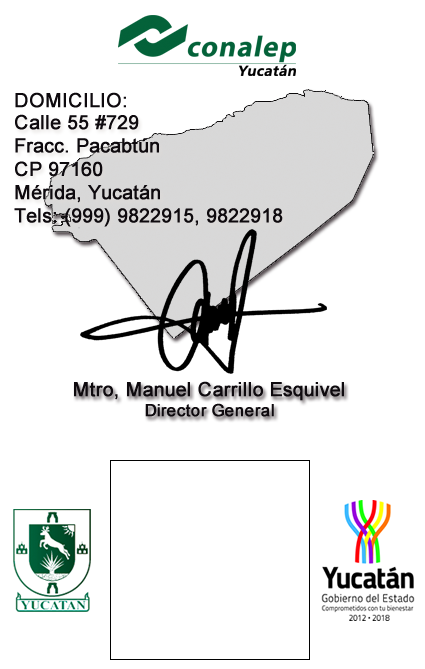 conalep
Yucatán
DOMICILIO:
Calle 55 #729
Fracc. Pacabtún
CP 97160
Mérida, Yucatán
Tels: (999) 9822915, 9822918
Mtro, Manuel Carrillo Esquivel
Director General
YUCATAN
Yucatán
Gobierno del Estado
Comprometidos con tu bienestar
2012 • 2018